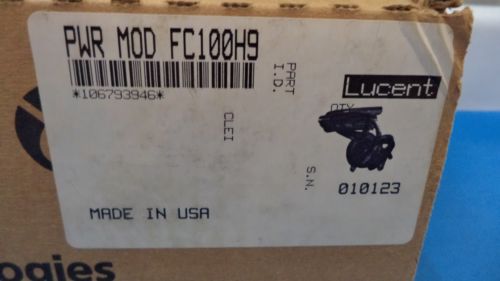 PWR MOD FC100H9
*106793946*
PART
I.D.
Lucent
QTY
CLEI
S.N.
010123
MADE IN USA
ogies